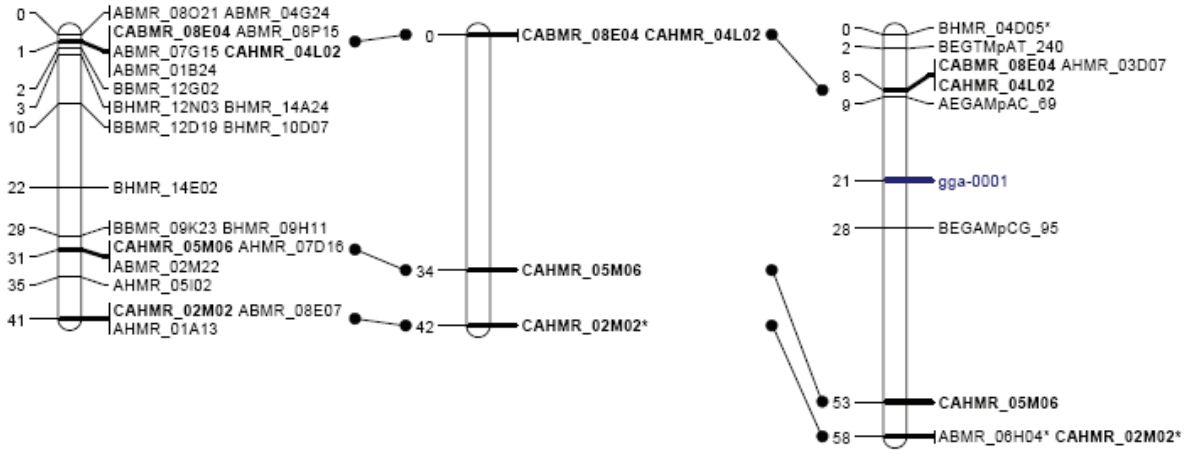 0 ABMR_08O21 ABMR_04G24
CABMR_08E04 ABMR_08P15
1 ABMR_07G15 CAHMR_04L02
ABMR_01B24
2 BBMR_12G02
3 BHMR_12N03 BHMR_14A24
10 BBMR_12D19 BHMR_10D07
22 BHMR_14E02
29 BBMR_09K23 BHMR_09H11
31 CAHMR_05M06 AHMR_07D16
ABMR_02M22
35 AHMR_05I02
CAHMR_02M02 ABMR_08E07
41 AHMR_01A13
0 CABMR_08E04 CAHMR_04L02
34 CAHMR_05M06
42 CAHMR_02M02*
0 BHMR_04D05*
2 BEGTMpAT_240
CABMR_08E04 AHMR_03D07
8 CAHMR_04L02
9 AEGAMpAC_69
21 gga-0001
28 BEGAMpCG_95
53 CAHMR_05M06
58 ABMR_06H04* CAHMR_02M02*